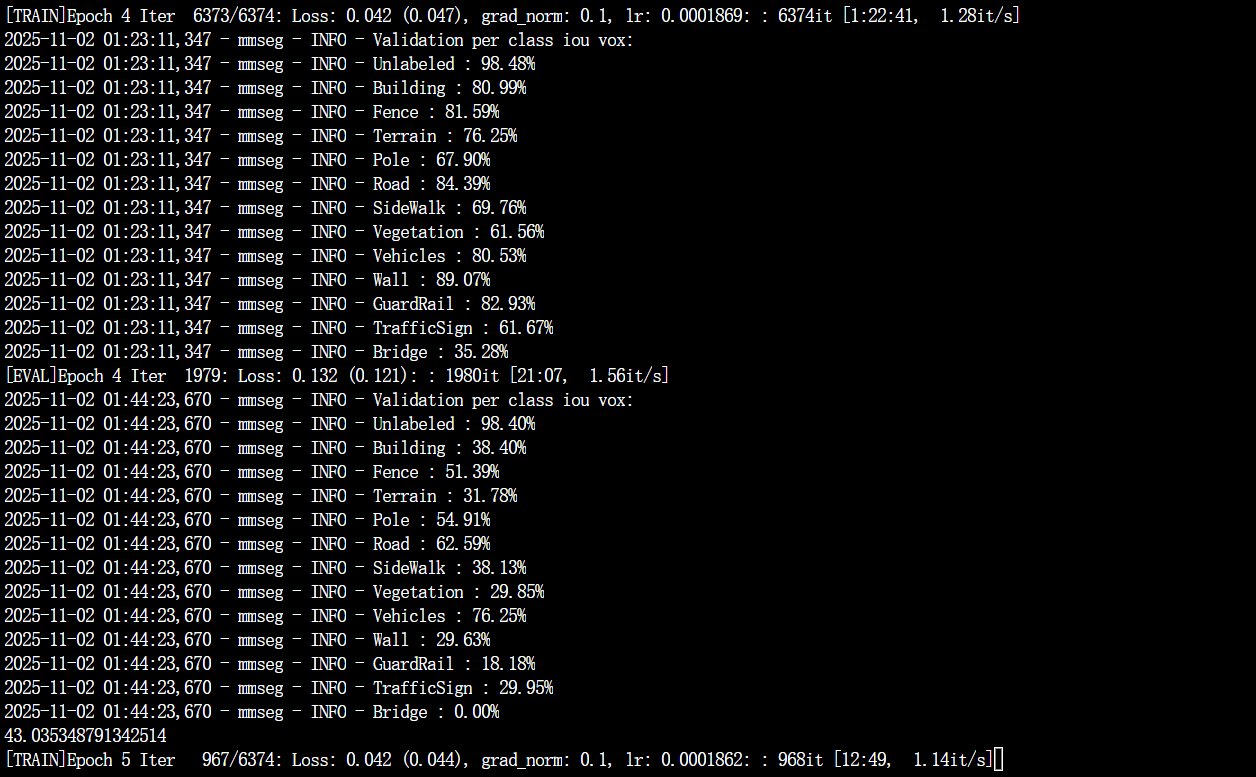 [TRAIN]Epoch 4 Iter  6373/6374: Loss: 0.042 (0.047), grad_norm: 0.1, lr: 0.0001869: : 6374it [1:22:41,  1.28it/s]
2025-11-02 01:23:11,347 - mmseg - INFO - Validation per class iou vox:
2025-11-02 01:23:11,347 - mmseg - INFO - Unlabeled : 98.48%
2025-11-02 01:23:11,347 - mmseg - INFO - Building : 80.99%
2025-11-02 01:23:11,347 - mmseg - INFO - Fence : 81.59%
2025-11-02 01:23:11,347 - mmseg - INFO - Terrain : 76.25%
2025-11-02 01:23:11,347 - mmseg - INFO - Pole : 67.90%
2025-11-02 01:23:11,347 - mmseg - INFO - Road : 84.39%
2025-11-02 01:23:11,347 - mmseg - INFO - SideWalk : 69.76%
2025-11-02 01:23:11,347 - mmseg - INFO - Vegetation : 61.56%
2025-11-02 01:23:11,347 - mmseg - INFO - Vehicles : 80.53%
2025-11-02 01:23:11,347 - mmseg - INFO - Wall : 89.07%
2025-11-02 01:23:11,347 - mmseg - INFO - GuardRail : 82.93%
2025-11-02 01:23:11,347 - mmseg - INFO - TrafficSign : 61.67%
2025-11-02 01:23:11,347 - mmseg - INFO - Bridge : 35.28%
[EVAL]Epoch 4 Iter  1979: Loss: 0.132 (0.121): : 1980it [21:07,  1.56it/s]
2025-11-02 01:44:23,670 - mmseg - INFO - Validation per class iou vox:
2025-11-02 01:44:23,670 - mmseg - INFO - Unlabeled : 98.40%
2025-11-02 01:44:23,670 - mmseg - INFO - Building : 38.40%
2025-11-02 01:44:23,670 - mmseg - INFO - Fence : 51.39%
2025-11-02 01:44:23,670 - mmseg - INFO - Terrain : 31.78%
2025-11-02 01:44:23,670 - mmseg - INFO - Pole : 54.91%
2025-11-02 01:44:23,670 - mmseg - INFO - Road : 62.59%
2025-11-02 01:44:23,670 - mmseg - INFO - SideWalk : 38.13%
2025-11-02 01:44:23,670 - mmseg - INFO - Vegetation : 29.85%
2025-11-02 01:44:23,670 - mmseg - INFO - Vehicles : 76.25%
2025-11-02 01:44:23,670 - mmseg - INFO - Wall : 29.63%
2025-11-02 01:44:23,670 - mmseg - INFO - GuardRail : 18.18%
2025-11-02 01:44:23,670 - mmseg - INFO - TrafficSign : 29.95%
2025-11-02 01:44:23,670 - mmseg - INFO - Bridge : 0.00%
43.035348791342514
[TRAIN]Epoch 5 Iter   967/6374: Loss: 0.042 (0.044), grad_norm: 0.1, lr: 0.0001862: : 968it [12:49,  1.14it/s]